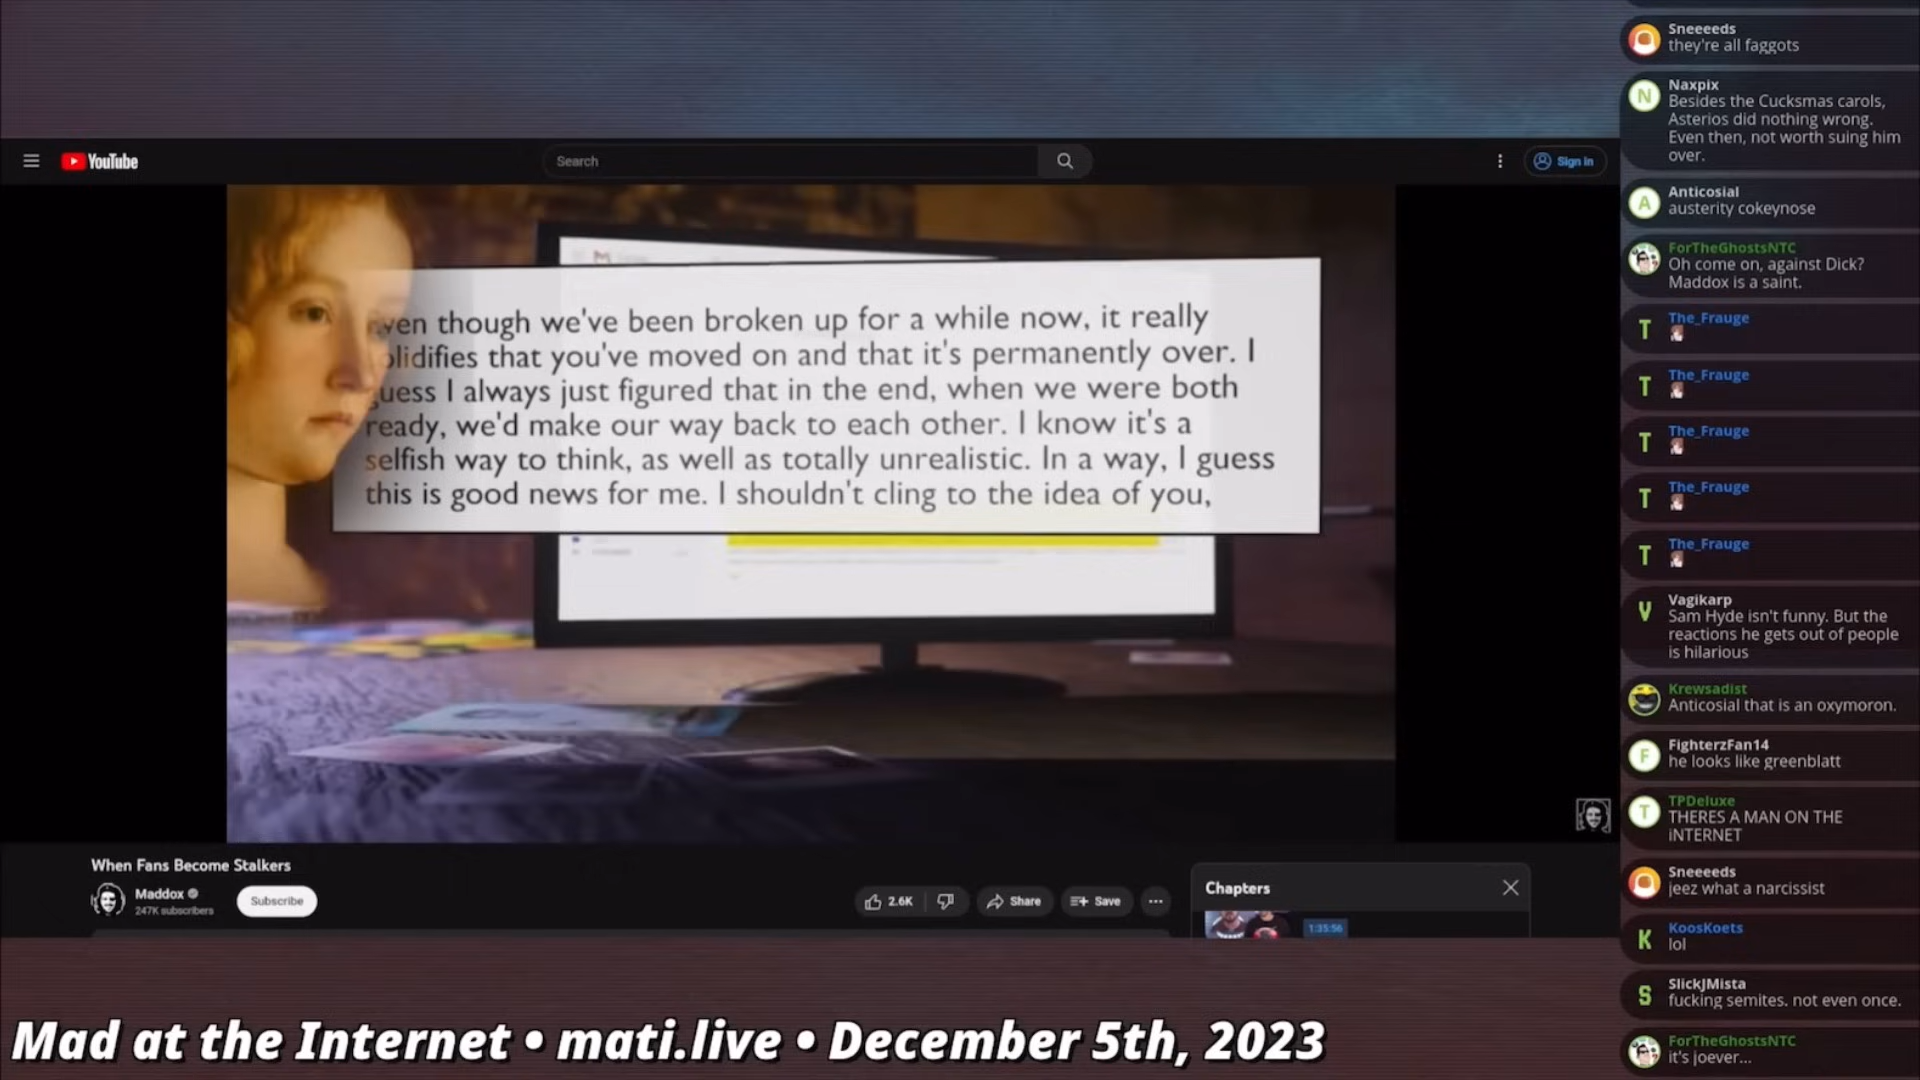 YouTube
Search
Sign in
ven though we've been broken up for a while now, it really
olidifies that you've moved on and that it's permanently over. I
uess I always just figured that in the end, when we were both
ready, we'd make our way back to each other. I know it's a
selfish way to think, as well as totally unrealistic. In a way, I guess
this is good news for me. I shouldn't cling to the idea of you,
When Fans Become Stalkers
Maddox
247K subscribers
Subscribe
2.6K
Share
Save
Chapters
1:35:56
Mad at the Internet • mati.live • December 5th, 2023
Sneeeeds
they're all faggots
N
Naxpix
Besides the Cucksmas carols,
Asterios did nothing wrong.
Even then, not worth suing him
over.
A
Anticosial
austerity cokeynose
ForTheGhostsNTC
Oh come on, against Dick?
Maddox is a saint.
T
The_Frauge
T
The_Frauge
T
The_Frauge
T
The_Frauge
T
The_Frauge
V
Vagikarp
Sam Hyde isn't funny. But the
reactions he gets out of people
is hilarious
Krewsadist
Anticosial that is an oxymoron.
F
FighterzFan14
he looks like greenblatt
T
TPDeluxe
THERES A MAN ON THE
iNTERNET
Sneeeeds
jeez what a narcissist
K
KoosKoets
lol
S
SlickJMista
fucking semites. not even once.
ForTheGhostsNTC
it's joever...